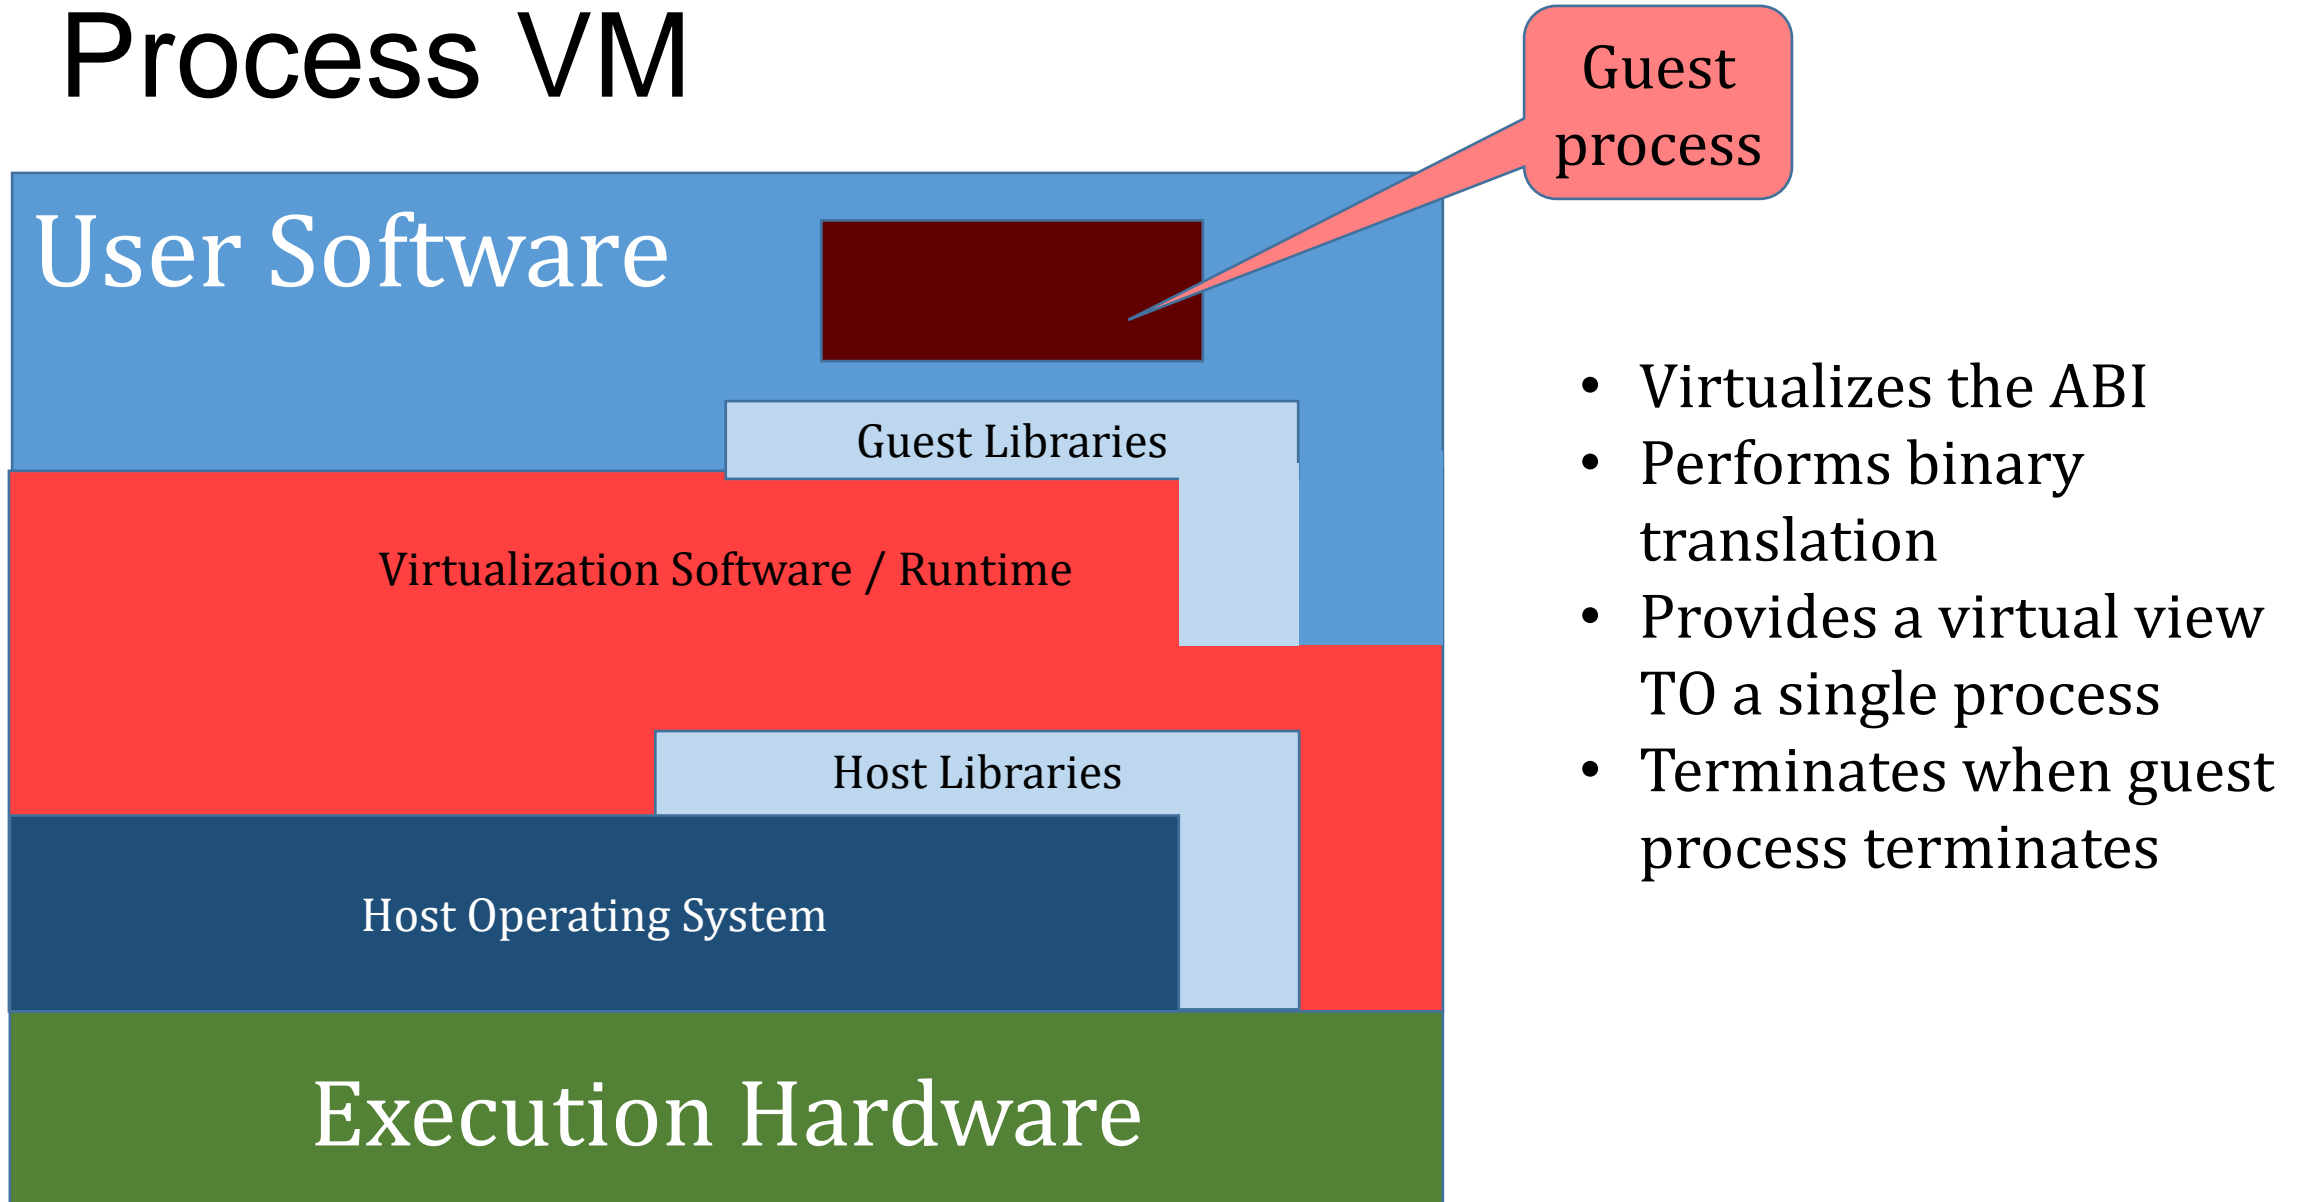 Process VM
Guest
process
User Software
Guest Libraries
Virtualization Software / Runtime
Host Libraries
Host Operating System
Execution Hardware
• Virtualizes the ABI
• Performs binary
translation
• Provides a virtual view
TO a single process
• Terminates when guest
process terminates